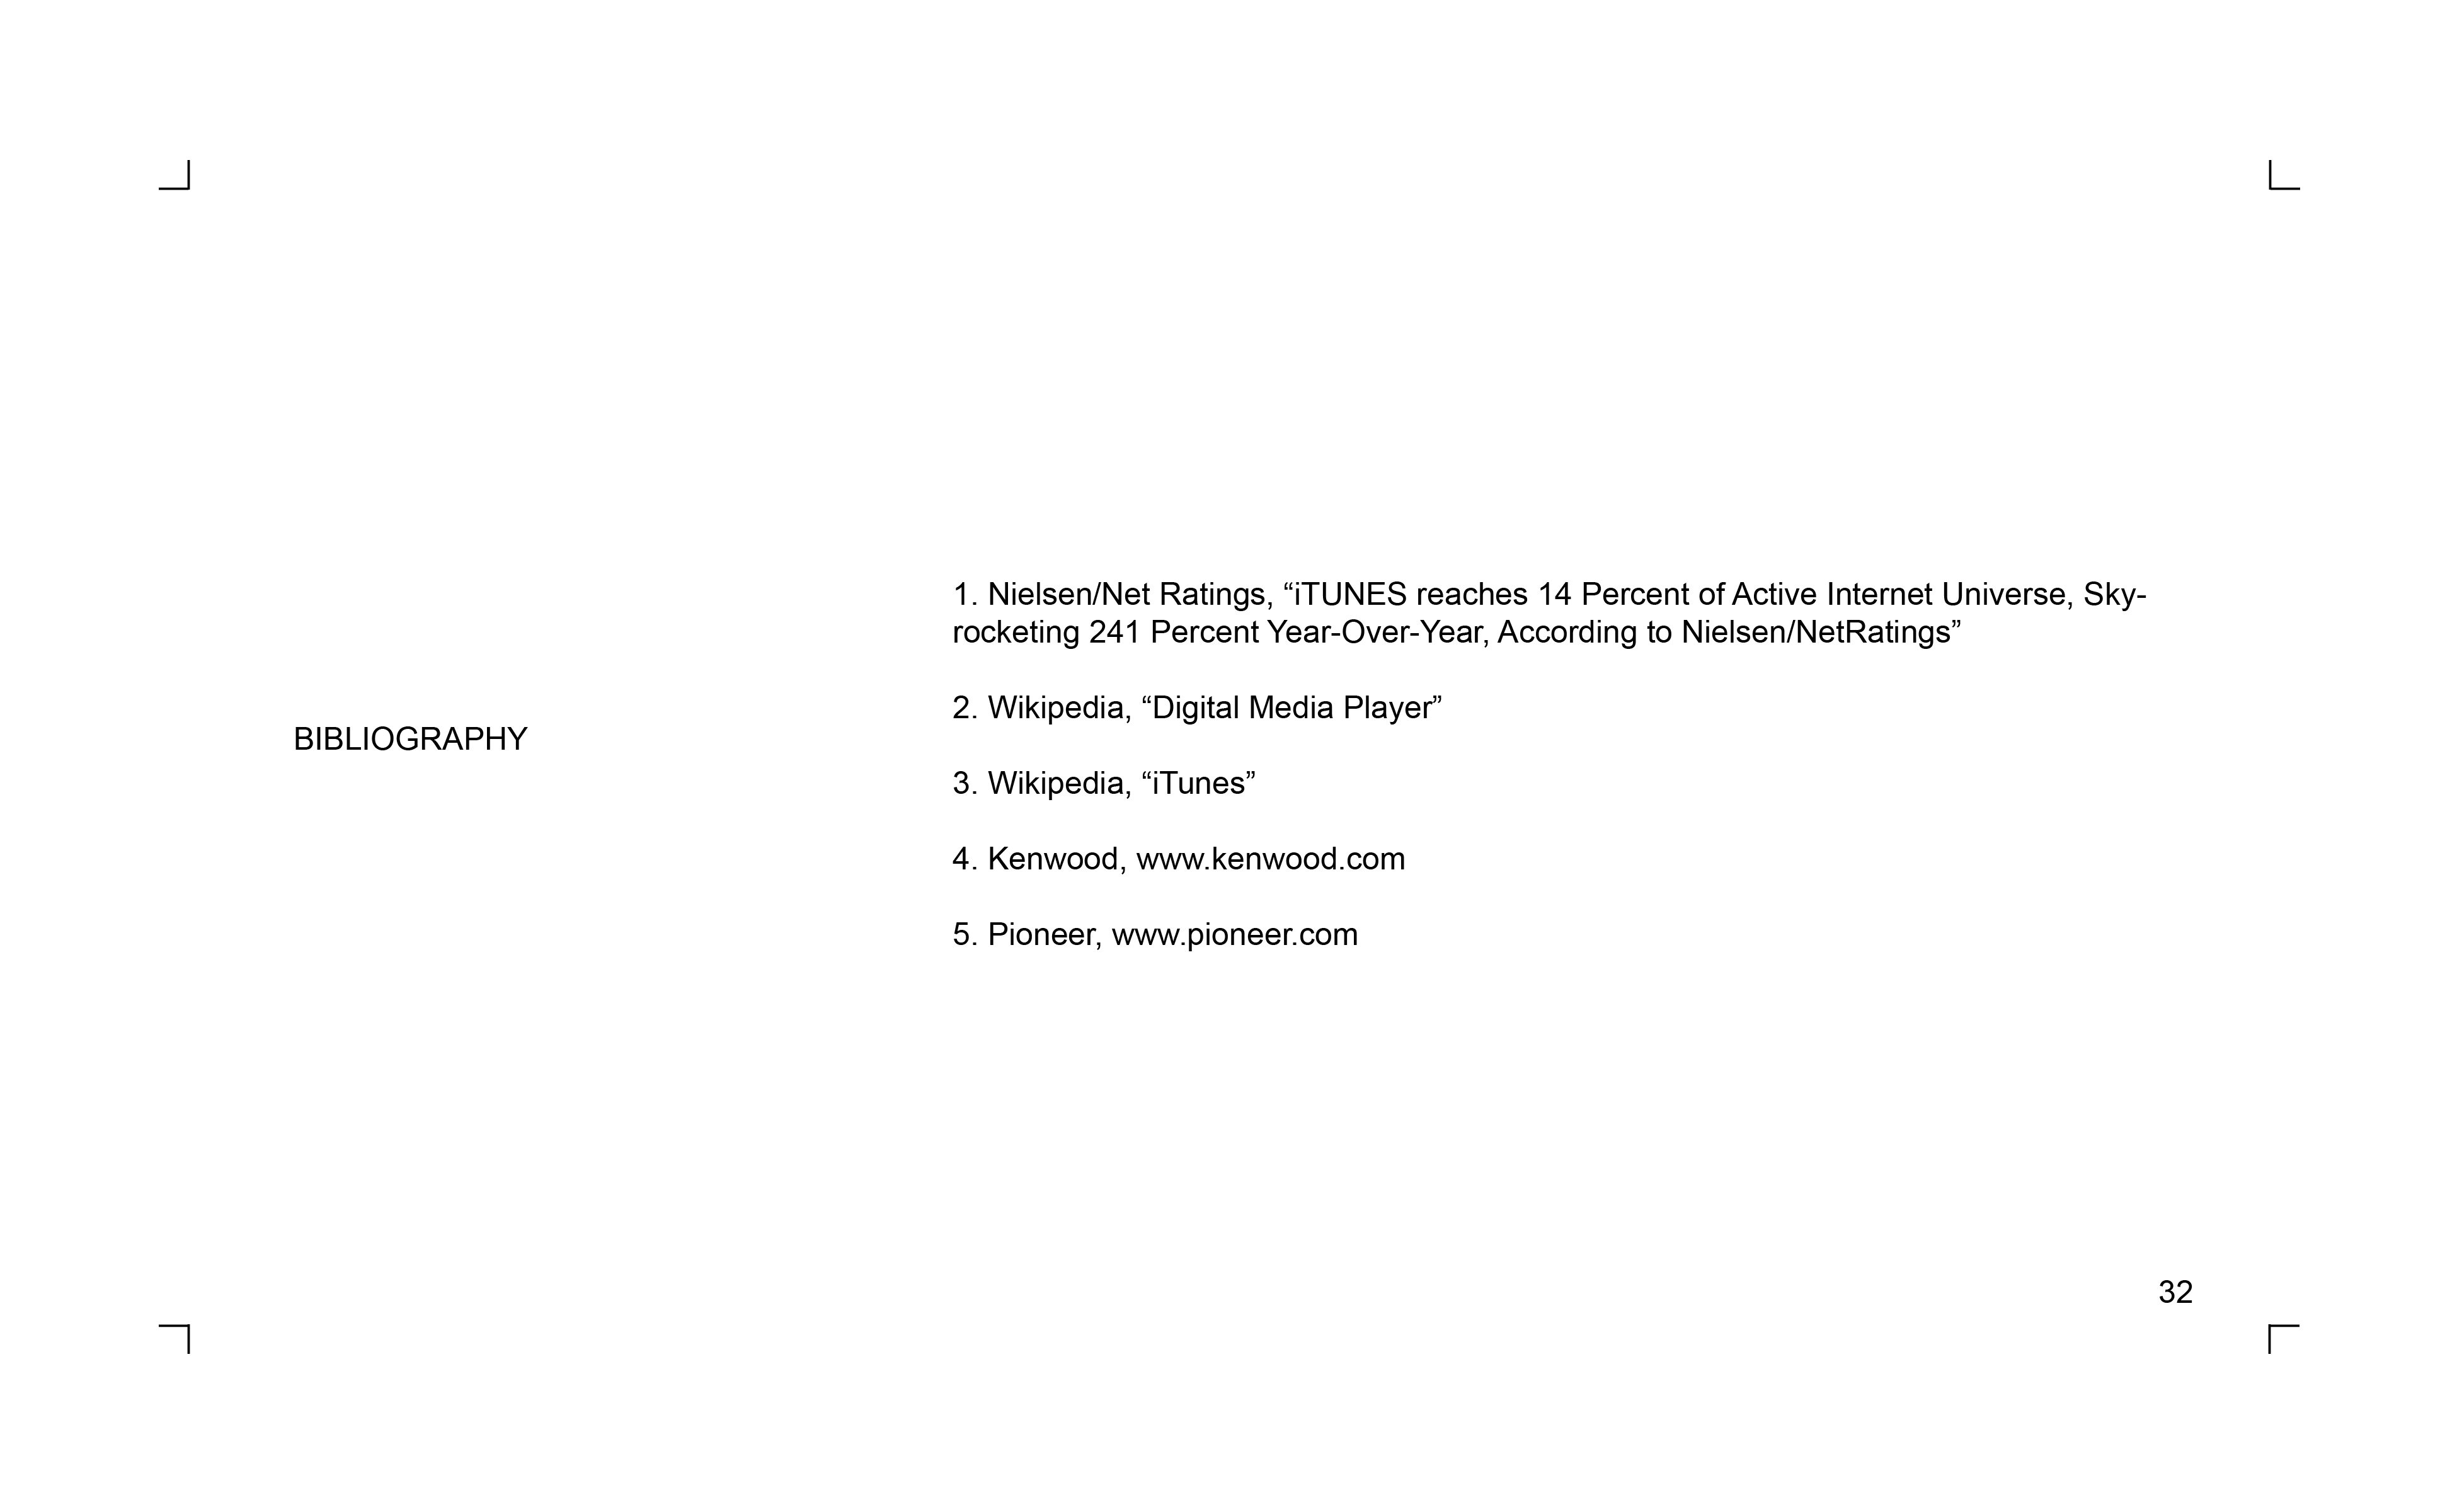 BIBLIOGRAPHY
1. Nielsen/Net Ratings, “iTUNES reaches 14 Percent of Active Internet Universe, Sky-
rocketing 241 Percent Year-Over-Year, According to Nielsen/NetRatings”
2. Wikipedia, “Digital Media Player”
3. Wikipedia, “iTunes”
4. Kenwood, www.kenwood.com
5. Pioneer, www.pioneer.com
32